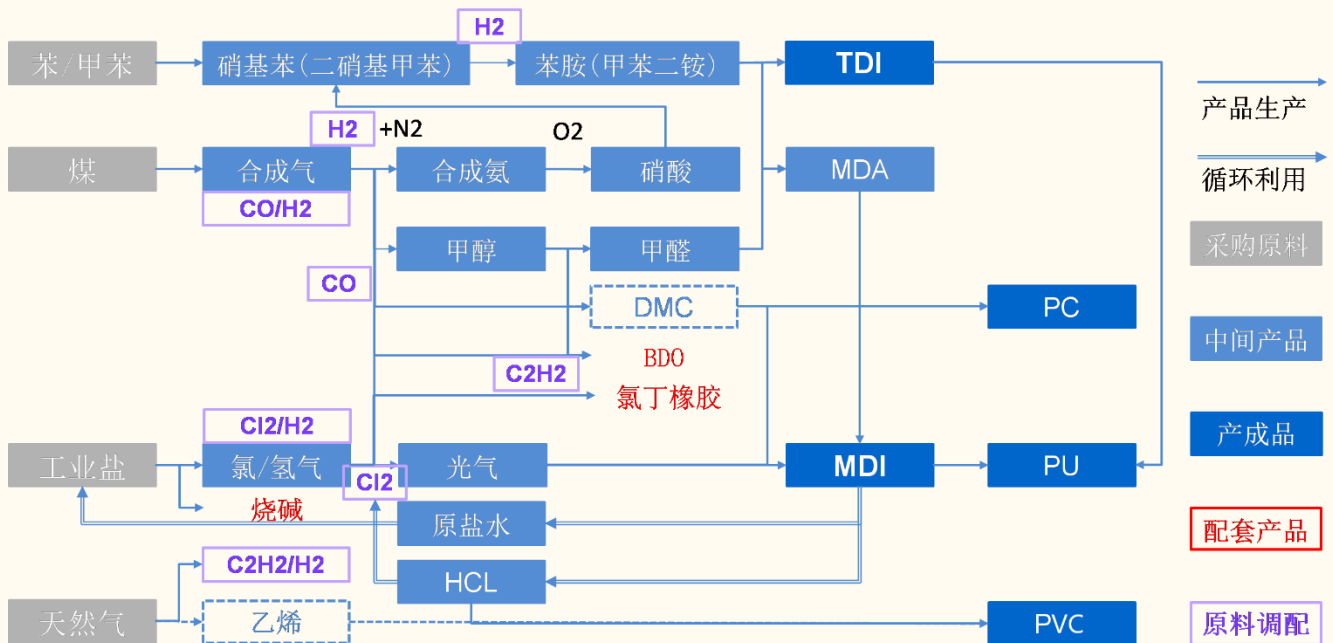 H2
苯/甲苯
硝基苯(二硝基甲苯)
苯胺(甲苯二铵)
TDI
产品生产
H2
+N2
O2
煤
合成气
合成氨
硝酸
MDA
循环利用
CO/H2
采购原料
甲醇
甲醛
CO
DMC
PC
中间产品
BDO
C2H2
氯丁橡胶
Cl2/H2
产成品
工业盐
氯/氢气
光气
MDI
PU
Cl2
烧碱
原盐水
配套产品
C2H2/H2
HCL
天然气
乙烯
PVC
原料调配